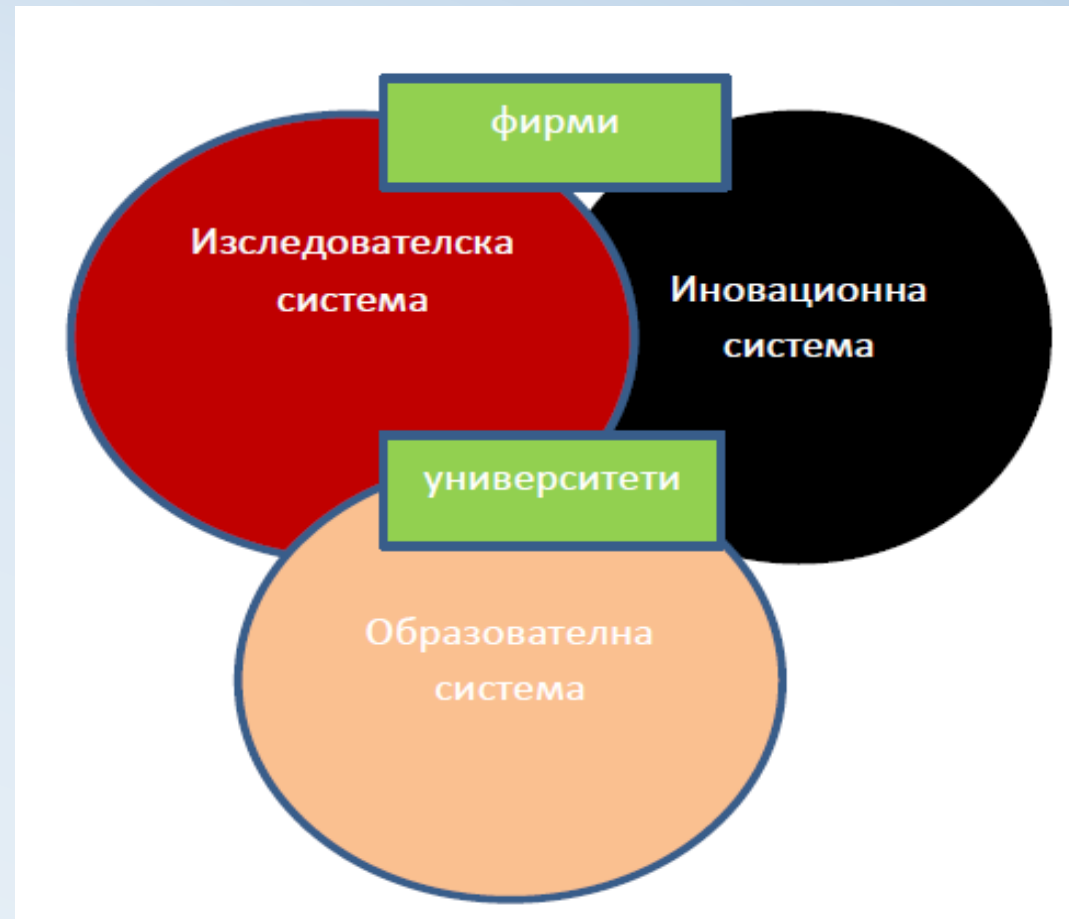 фирми
Изследователска
система
Иновационна
система
университети
Образователна
система